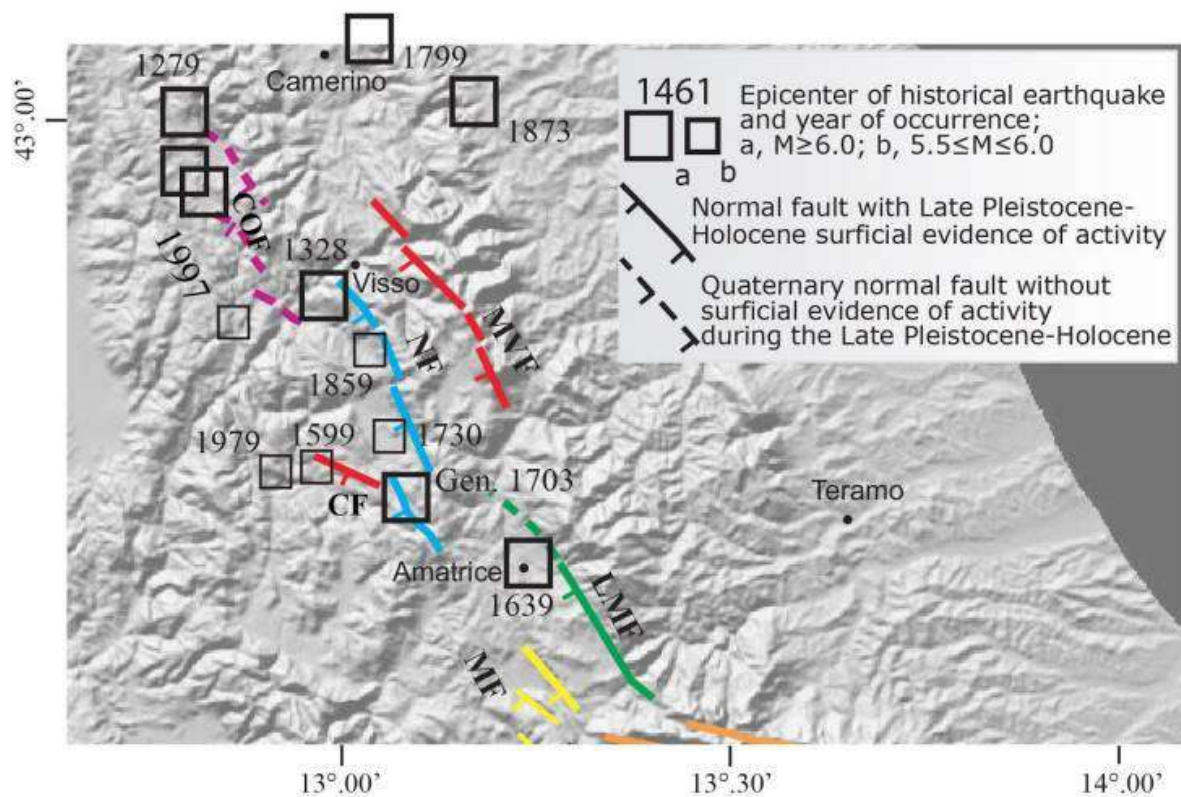 1279
1799
Camerino
1873
43°.00'
1461
Epicenter of historical earthquake
and year of occurrence;
a, M≥6.0; b, 5.5≤M≤6.0
a
b
Normal fault with Late Pleistocene-
Holocene surficial evidence of activity
Quaternary normal fault without
surficial evidence of activity
during the Late Pleistocene-Holocene
COF
1997
1328
Visso
MVF
NF
1859
1979
1599
1730
CF
Gen. 1703
Teramo
Amatrice
1639
LMF
MF
13°.00'
13°.30'
14°.00'